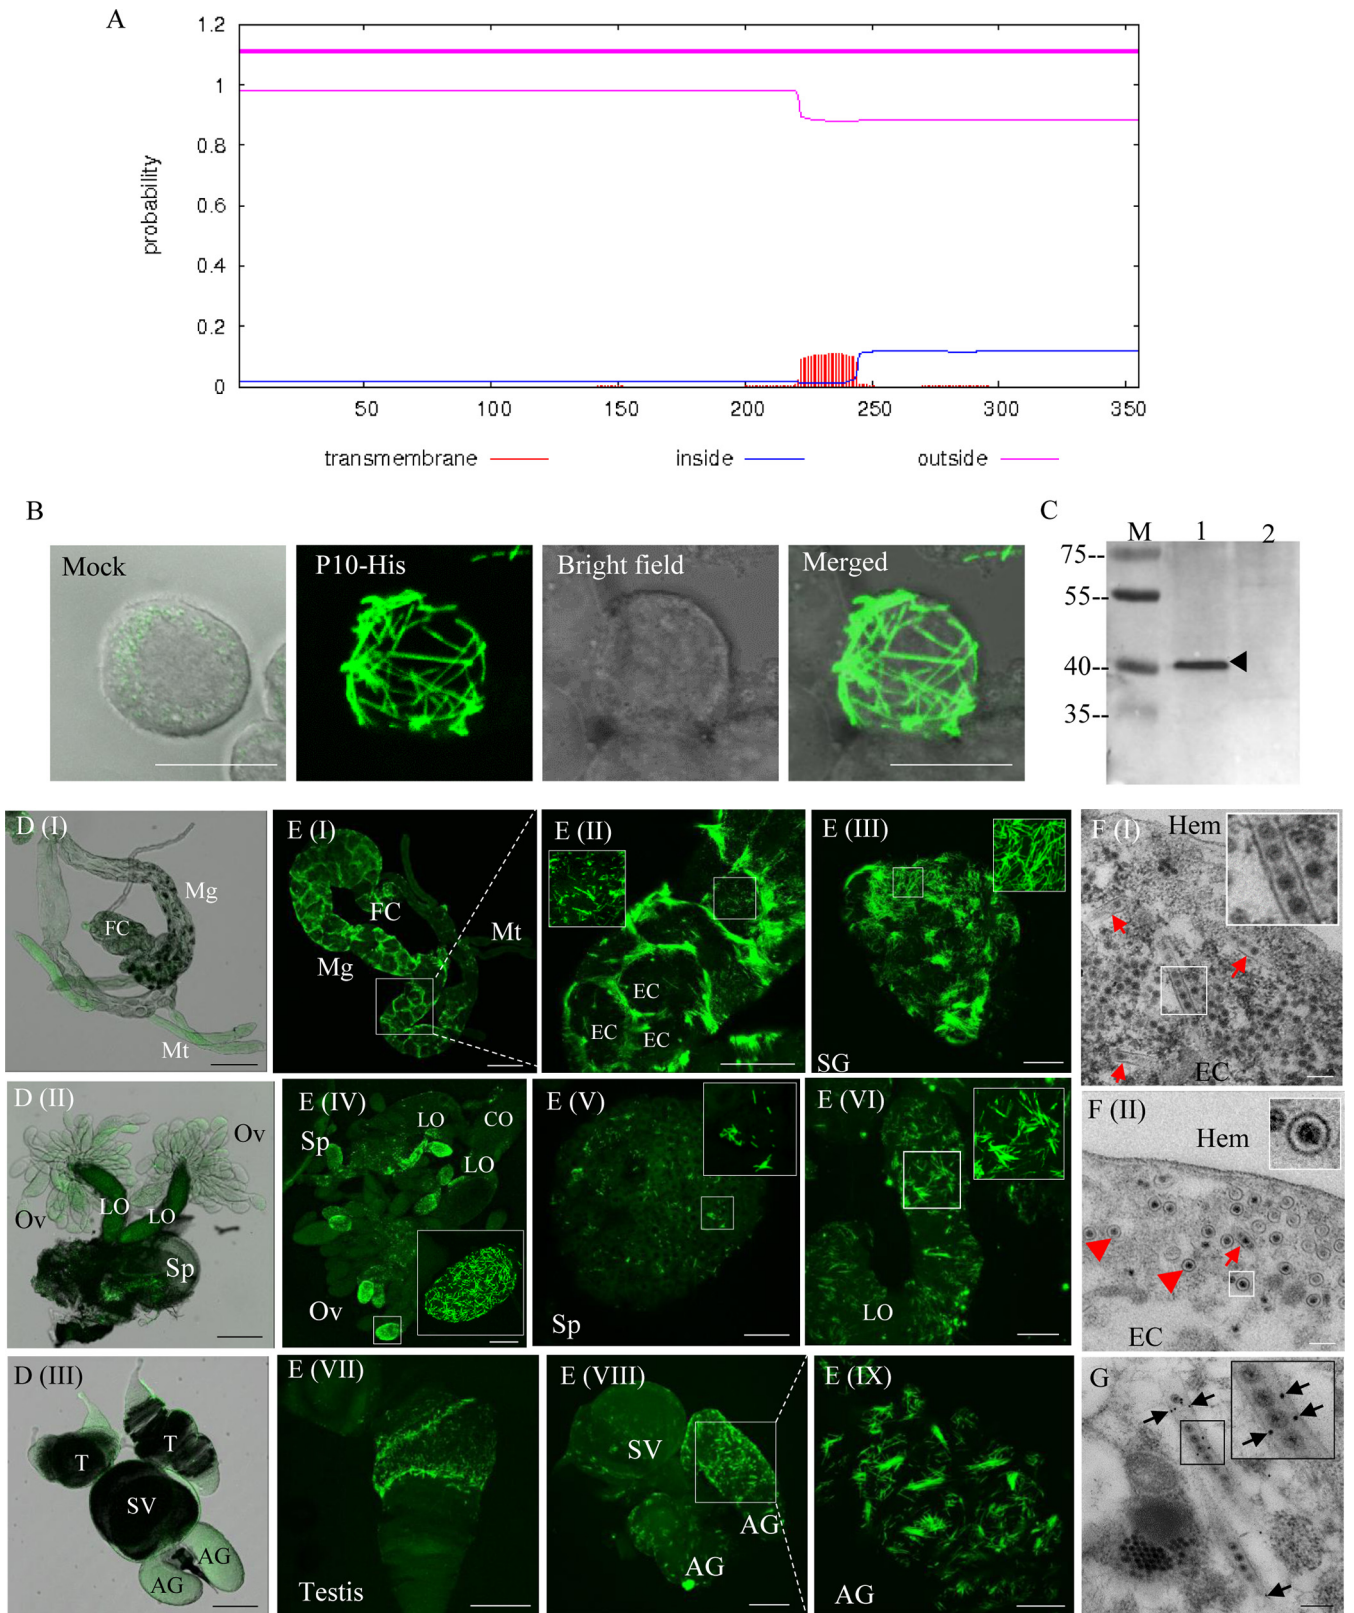 A
1.2
1
0.8
0.6
0.4
0.2
0
probability
50 100 150 200 250 300 350
transmembrane inside outside
B
Mock
P10-His
Bright field
Merged
C
M 1 2
75--
55--
40--
35--
D (I)
Mg
FC
Mt
E (I)
FC
Mt
Mg
E (II)
EC
EC
EC
E (III)
SG
F (I)
Hem
EC
D (II)
Ov
LO
LO
Ov
Sp
E (IV)
LO
CO
Sp
LO
Ov
E (V)
Sp
E (VI)
LO
F (II)
Hem
EC
D (III)
T
T
SV
AG
AG
E (VII)
Testis
E (VIII)
SV
AG
AG
E (IX)
AG
G